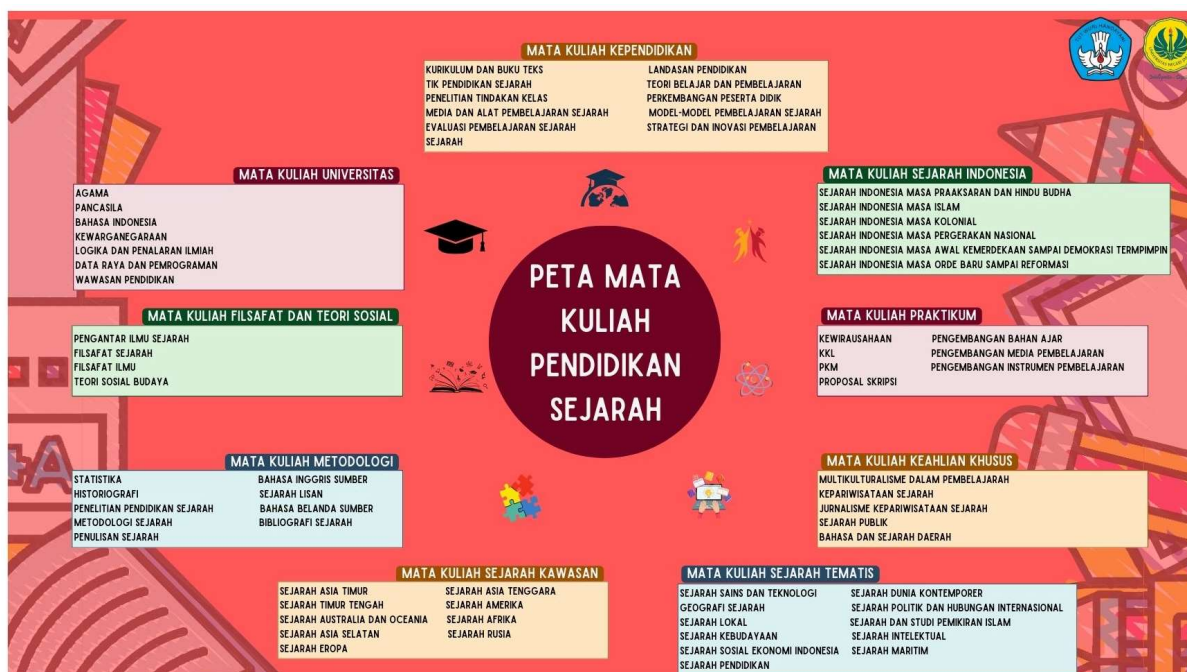 MATA KULIAH KEPENDIDIKAN
KURIKULUM DAN BUKU TEKS
TIK PENDIDIKAN SEJARAH
PENELITIAN TINDAKAN KELAS
MEDIA DAN ALAT PEMBELAJARAN SEJARAH
EVALUASI PEMBELAJARAN SEJARAH
SEJARAH
LANDASAN PENDIDIKAN
TEORI BELAJAR DAN PEMBELAJARAN
PERKEMBANGAN PESERTA DIDIK
MODEL-MODEL PEMBELAJARAN SEJARAH
STRATEGI DAN INOVASI PEMBELAJARAN
MATA KULIAH UNIVERSITAS
AGAMA
PANCASILA
BAHASA INDONESIA
KEWARGANEGARAAN
LOGIKA DAN PENALARAN ILMIAH
DATA RAYA DAN PEMROGRAMAN
WAWASAN PENDIDIKAN
MATA KULIAH SEJARAH INDONESIA
SEJARAH INDONESIA MASA PRAAKSARAN DAN HINDU BUDHA
SEJARAH INDONESIA MASA ISLAM
SEJARAH INDONESIA MASA KOLONIAL
SEJARAH INDONESIA MASA PERGERAKAN NASIONAL
SEJARAH INDONESIA MASA AWAL KEMERDEKAAN SAMPAI DEMOKRASI TERMPIMPIN
SEJARAH INDONESIA MASA ORDE BARU SAMPAI REFORMASI
PETA MATA
KULIAH
PENDIDIKAN
SEJARAH
MATA KULIAH FILSAFAT DAN TEORI SOSIAL
PENGANTAR ILMU SEJARAH
FILSAFAT SEJARAH
FILSAFAT ILMU
TEORI SOSIAL BUDAYA
MATA KULIAH PRAKTIKUM
KEWIRAUSAHAAN
KKL
PKM
PROPOSAL SKRIPSI
PENGEMBANGAN BAHAN AJAR
PENGEMBANGAN MEDIA PEMBELAJARAN
PENGEMBANGAN INSTRUMEN PEMBELAJARAN
MATA KULIAH METODOLOGI
STATISTIKA
HISTORIOGRAFI
PENELITIAN PENDIDIKAN SEJARAH
METODOLOGI SEJARAH
PENULISAN SEJARAH
BAHASA INGGRIS SUMBER
SEJARAH LISAN
BAHASA BELANDA SUMBER
BIBLIOGRAFI SEJARAH
MATA KULIAH KEAHLIAN KHUSUS
MULTIKULTURALISME DALAM PEMBELAJARAH
KEPARIWISATAAN SEJARAH
JURNALISME KEPARIWISATAAN SEJARAH
SEJARAH PUBLIK
BAHASA DAN SEJARAH DAERAH
MATA KULIAH SEJARAH KAWASAN
SEJARAH ASIA TIMUR
SEJARAH TIMUR TENGAH
SEJARAH AUSTRALIA DAN OCEANIA
SEJARAH ASIA SELATAN
SEJARAH EROPA
SEJARAH ASIA TENGGARA
SEJARAH AMERIKA
SEJARAH AFRIKA
SEJARAH RUSIA
MATA KULIAH SEJARAH TEMATIS
SEJARAH SAINS DAN TEKNOLOGI
GEOGRAFI SEJARAH
SEJARAH LOKAL
SEJARAH KEBUDAYAAN
SEJARAH SOSIAL EKONOMI INDONESIA
SEJARAH PENDIDIKAN
SEJARAH DUNIA KONTEMPORER
SEJARAH POLITIK DAN HUBUNGAN INTERNASIONAL
SEJARAH DAN STUDI PEMIKIRAN ISLAM
SEJARAH INTELEKTUAL
SEJARAH MARITIM
+A